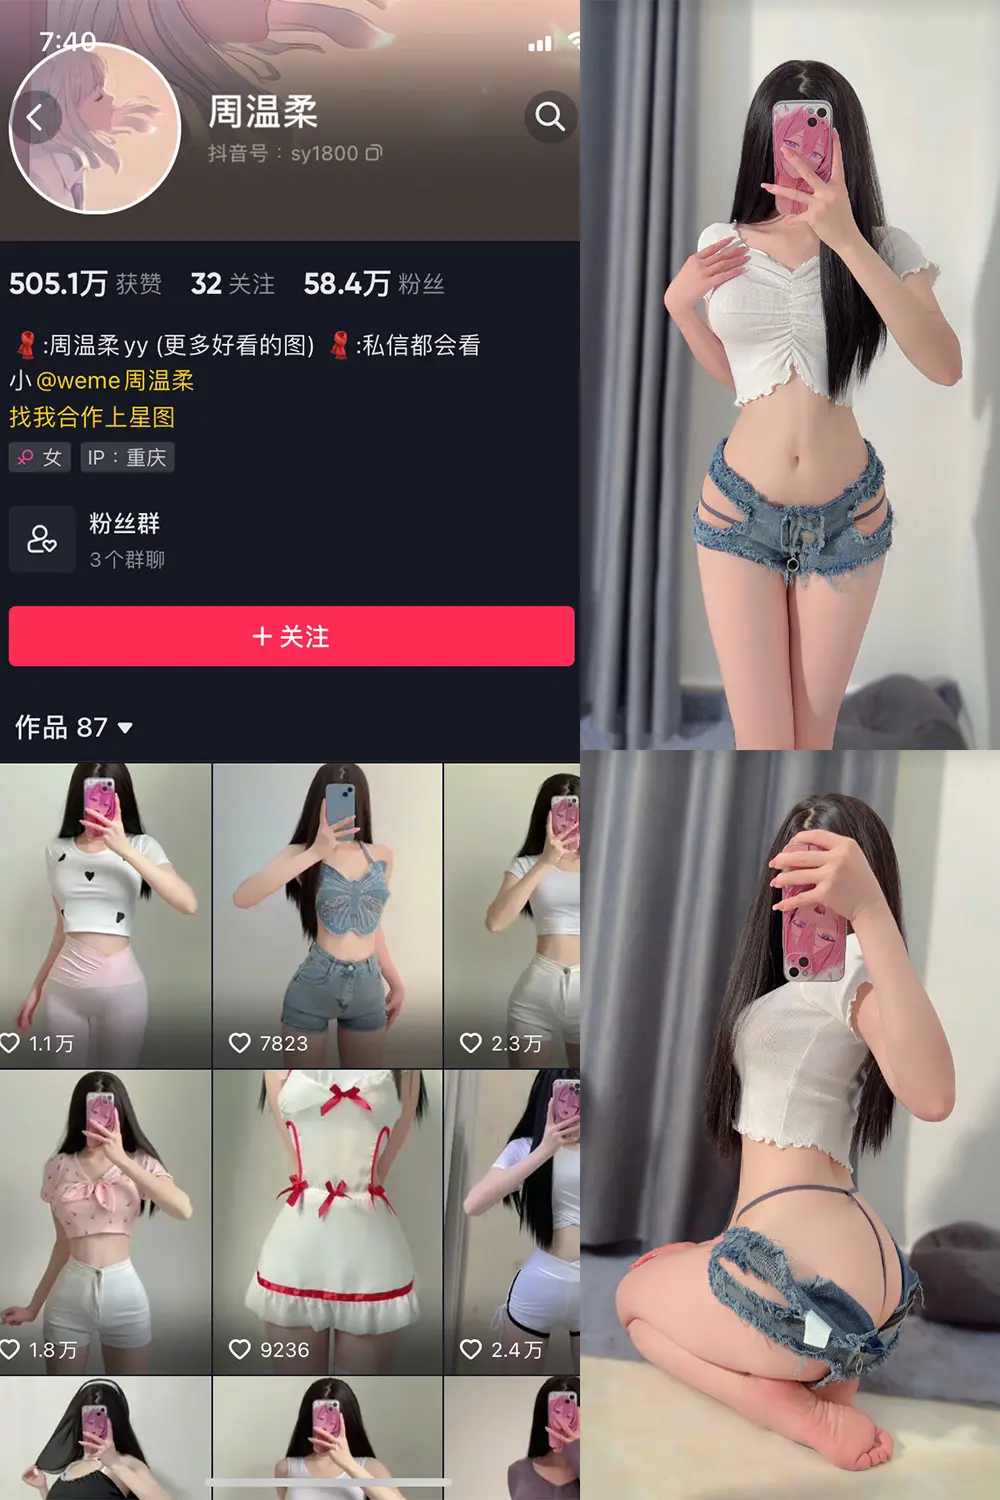 7:40
周温柔
抖音号：sy1800
505.1万 获赞 32 关注 58.4万 粉丝
:周温柔yy (更多好看的图) :私信都会看
小@weme周温柔
找我合作上星图
女 IP：重庆
粉丝群
3个群聊
+ 关注
作品 87
1.1万 7823 2.3万
1.8万 9236 2.4万